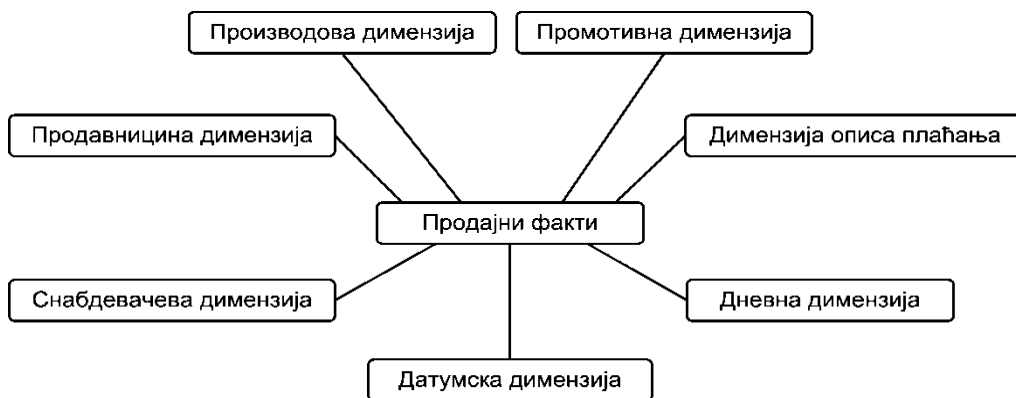 Производова димензија
Промотивна димензија
Продавницина димензија
Димензија описа плаћања
Продајни факти
Снабдевачева димензија
Дневна димензија
Датумска димензија